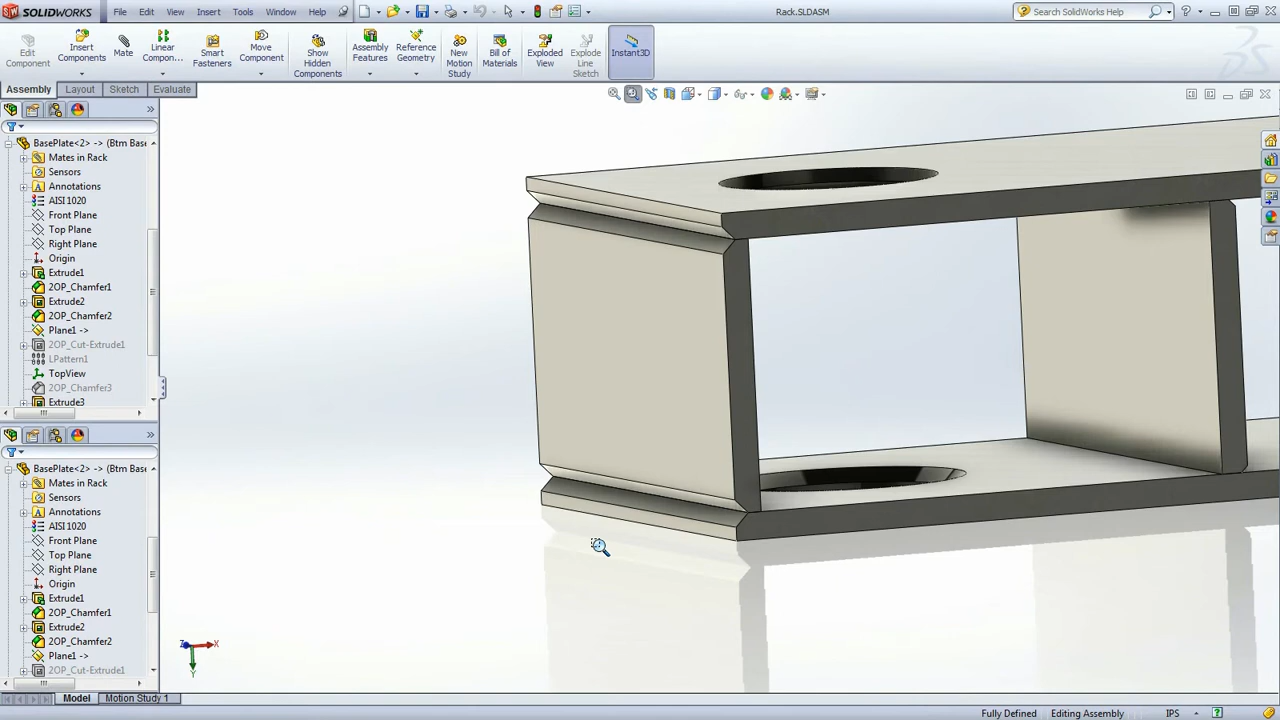 SOLIDWORKS File Edit View Insert Tools Window Help Rack.SLDASM Search SolidWorks Help
Edit Component
Insert Components
Mate
Linear Compon...
Smart Fasteners
Move Component
Show Hidden Components
Assembly Features
Reference Geometry
New Motion Study
Bill of Materials
Exploded View
Explode Line Sketch
Instant3D
Assembly Layout Sketch Evaluate
BasePlate<2> -> (Btm Base
Mates in Rack
Sensors
Annotations
AISI 1020
Front Plane
Top Plane
Right Plane
Origin
Extrude1
2OP_Chamfer1
Extrude2
2OP_Chamfer2
Plane1 ->
2OP_Cut-Extrude1
LPattern1
TopView
2OP_Chamfer3
Extrude3
BasePlate<2> -> (Btm Base
Mates in Rack
Sensors
Annotations
AISI 1020
Front Plane
Top Plane
Right Plane
Origin
Extrude1
2OP_Chamfer1
Extrude2
2OP_Chamfer2
Plane1 ->
2OP_Cut-Extrude1
Z X
Y
Model Motion Study 1
Fully Defined Editing Assembly IPS